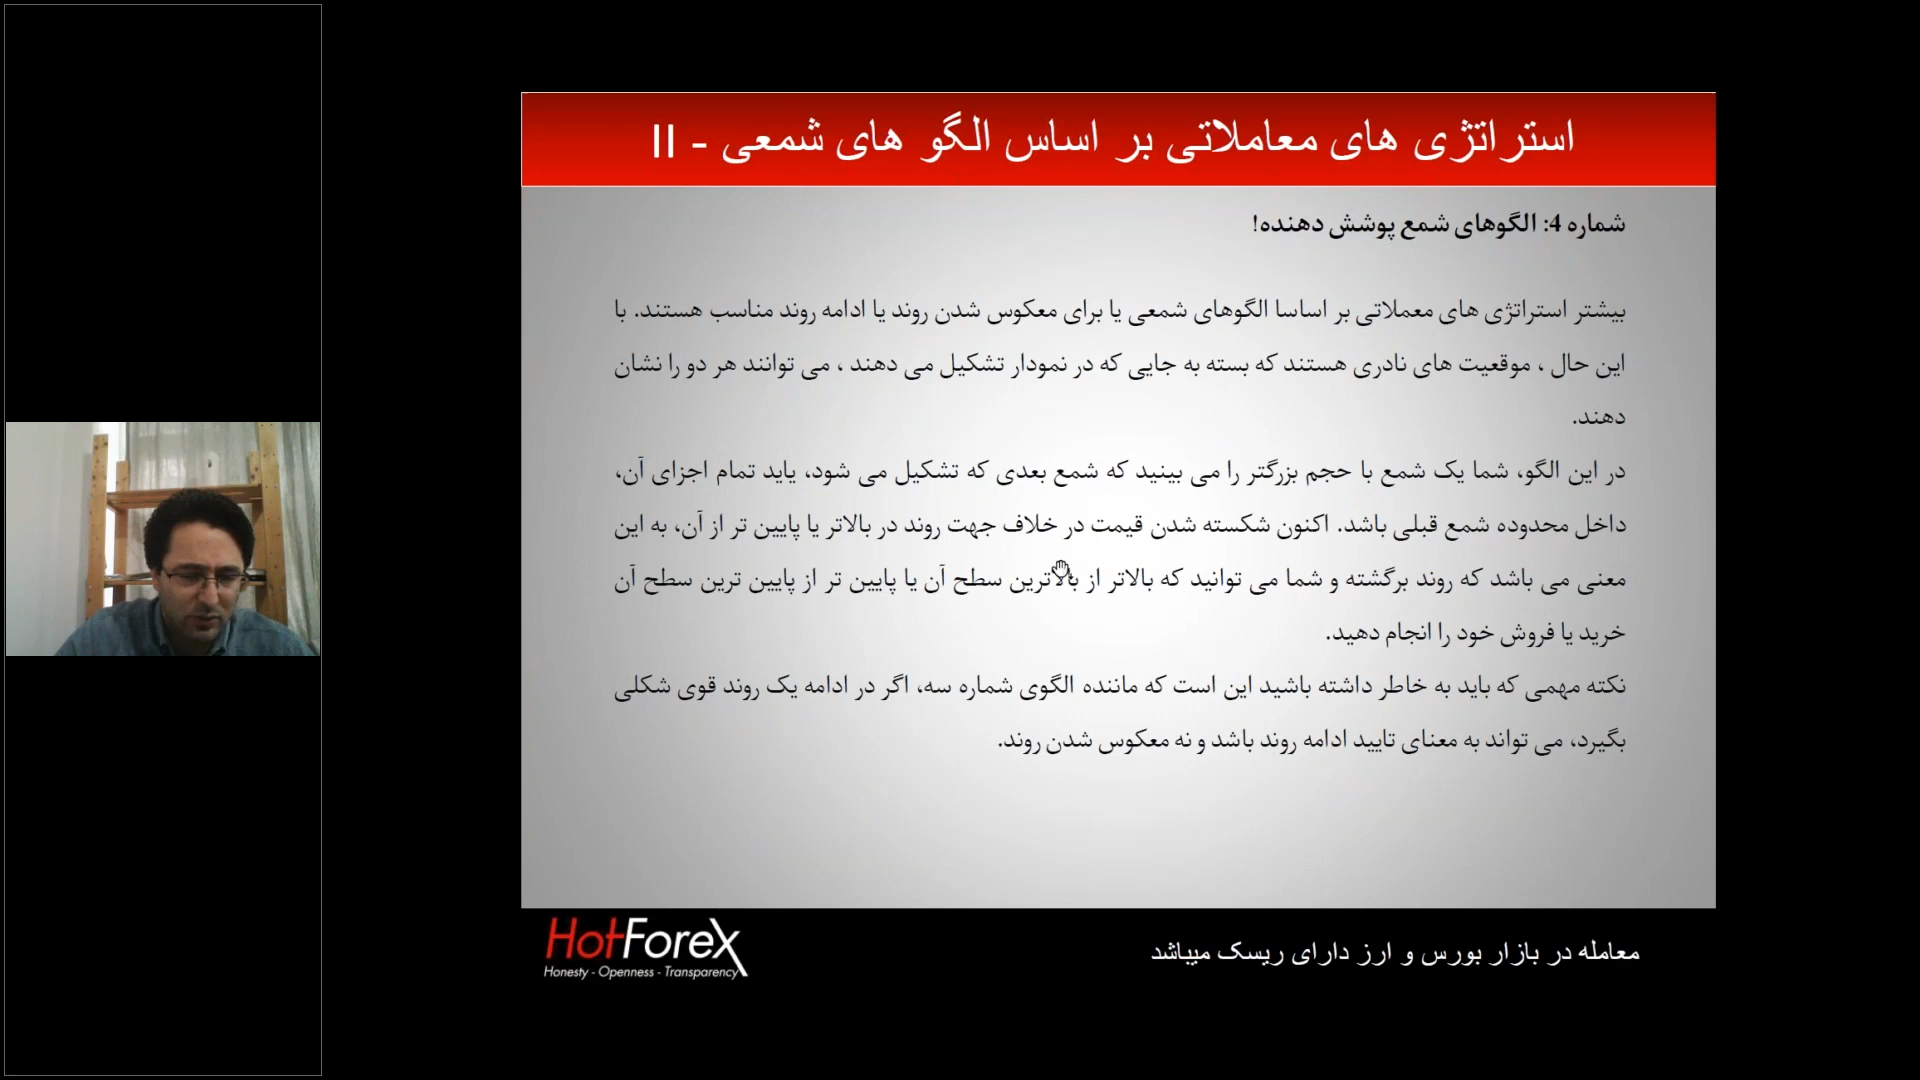 استراتژی های معاملاتی بر اساس الگو های شمعی - II
شماره 4: الگوهای شمع پوشش دهنده!
بیشتر استراتژی های معملاتی بر اساسا الگوهای شمعی یا برای معکوس شدن روند یا ادامه روند مناسب هستند. با
این حال ، موقعیت های نادری هستند که بسته به جایی که در نمودار تشکیل می دهند ، می توانند هر دو را نشان
دهند.
در این الگو، شما یک شمع با حجم بزرگتر را می بینید که شمع بعدی که تشکیل می شود، یاید تمام اجزای آن،
داخل محدوده شمع قبلی باشد. اکنون شکسته شدن قیمت در خلاف جهت روند در بالاتر یا پایین تر از آن، به این
معنی می باشد که روند برگشته و شما می توانید که بالاتر از بالاترین سطح آن یا پایین تر از پایین ترین سطح آن
خرید یا فروش خود را انجام دهید.
نکته مهمی که باید به خاطر داشته باشید این است که ماننده الگوی شماره سه، اگر در ادامه یک روند قوی شکلی
بگیرد، می تواند به معنای تایید ادامه روند باشد و نه معکوس شدن روند.
HotForex
Honesty - Openness - Transparency
معامله در بازار بورس و ارز دارای ریسک میباشد